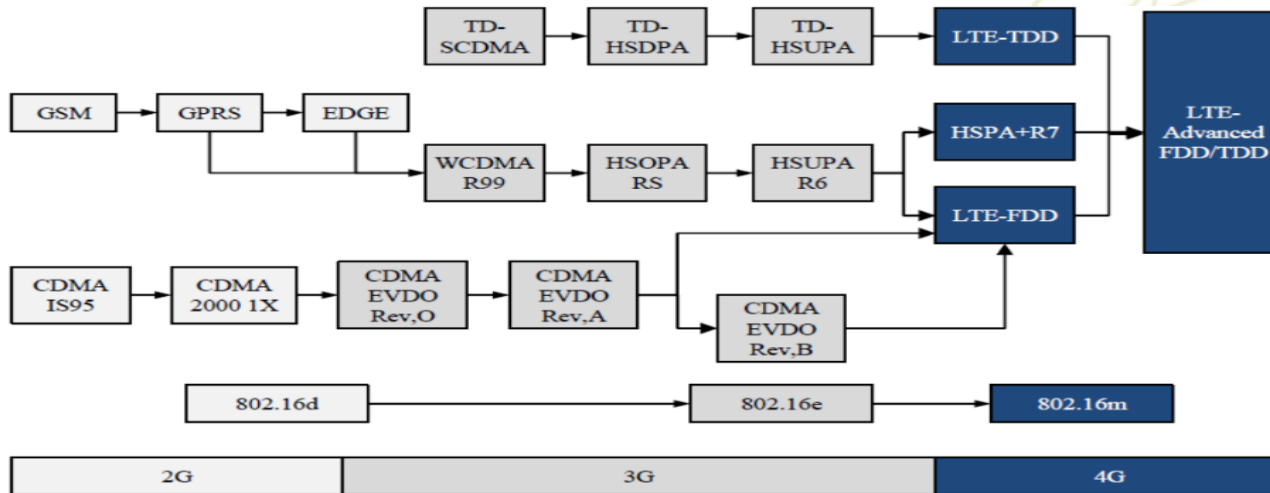 TD-
SCDMA
TD-
HSDPA
TD-
HSUPA
LTE-TDD
GSM
GPRS
EDGE
HSPA+R7
LTE-
Advanced
FDD/TDD
WCDMA
R99
HSOPA
RS
HSUPA
R6
LTE-FDD
CDMA
IS95
CDMA
2000 1X
CDMA
EVDO
Rev,O
CDMA
EVDO
Rev,A
CDMA
EVDO
Rev,B
802.16d
802.16e
802.16m
2G
3G
4G